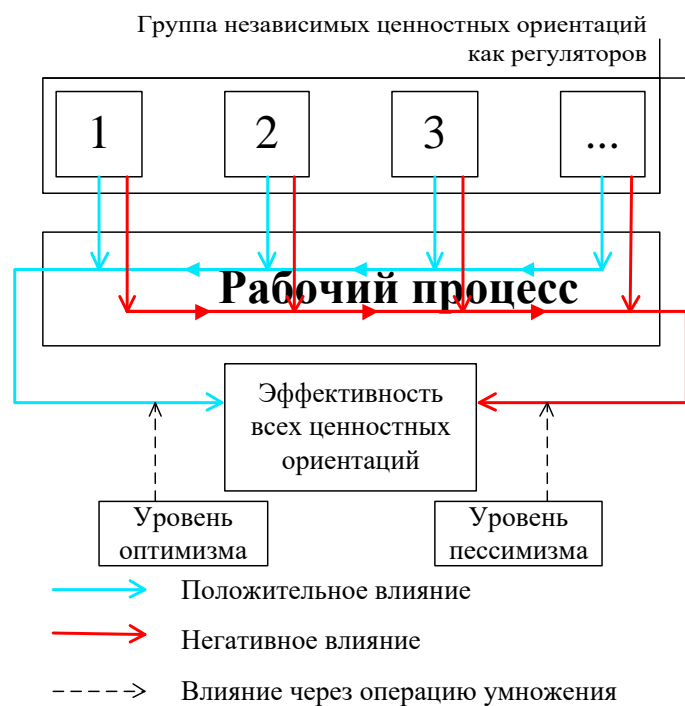 Группа независимых ценностных ориентаций
как регуляторов
1
2
3
...
Рабочий процесс
Эффективность
всех ценностных
ориентаций
Уровень
оптимизма
Уровень
пессимизма
Положительное влияние
Негативное влияние
Влияние через операцию умножения